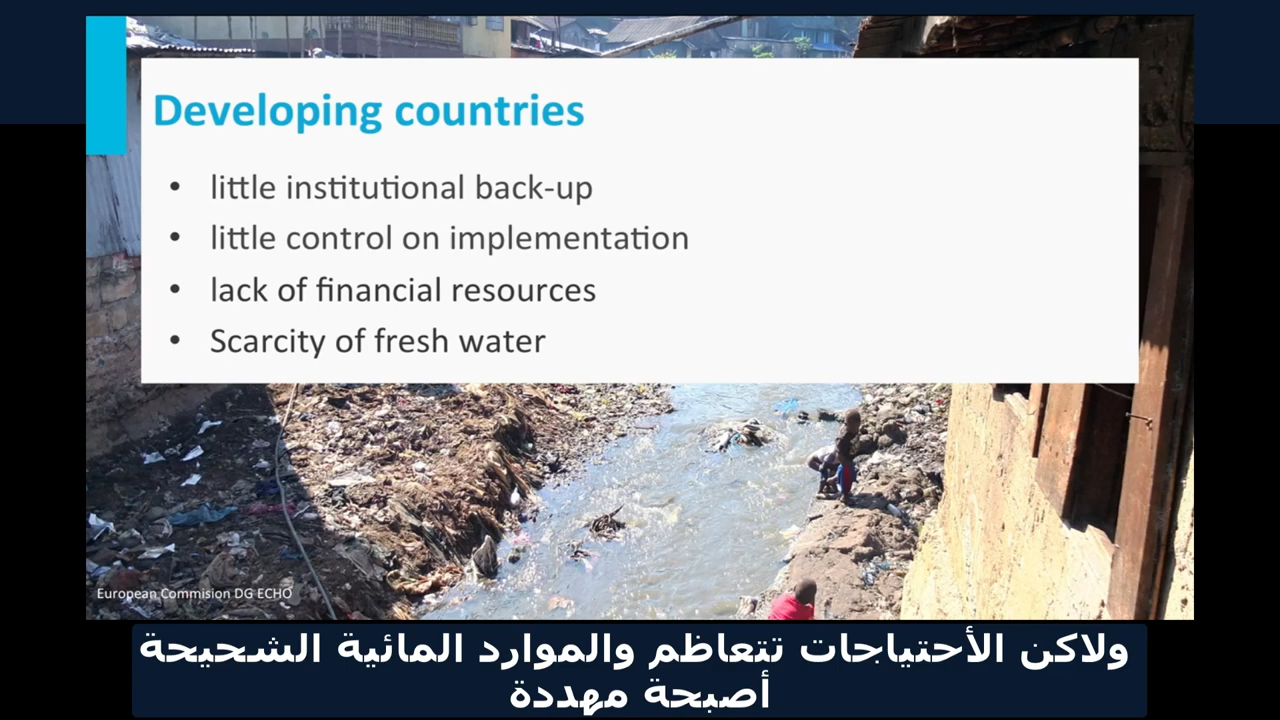 Developing countries
• little institutional back-up
• little control on implementation
• lack of financial resources
• Scarcity of fresh water
European Commision DG ECHO
ولاكن الأحتياجات تتعاظم والموارد المائية الشحيحة
أصبحة مهددة